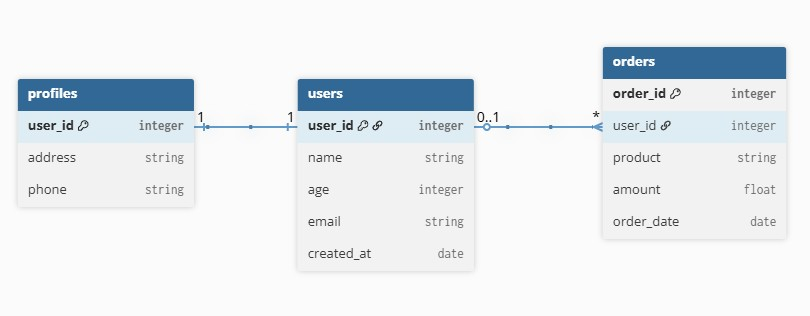 profiles
user_id integer
address string
phone string
1
1
users
user_id integer
name string
age integer
email string
created_at date
0..1
*
orders
order_id integer
user_id integer
product string
amount float
order_date date